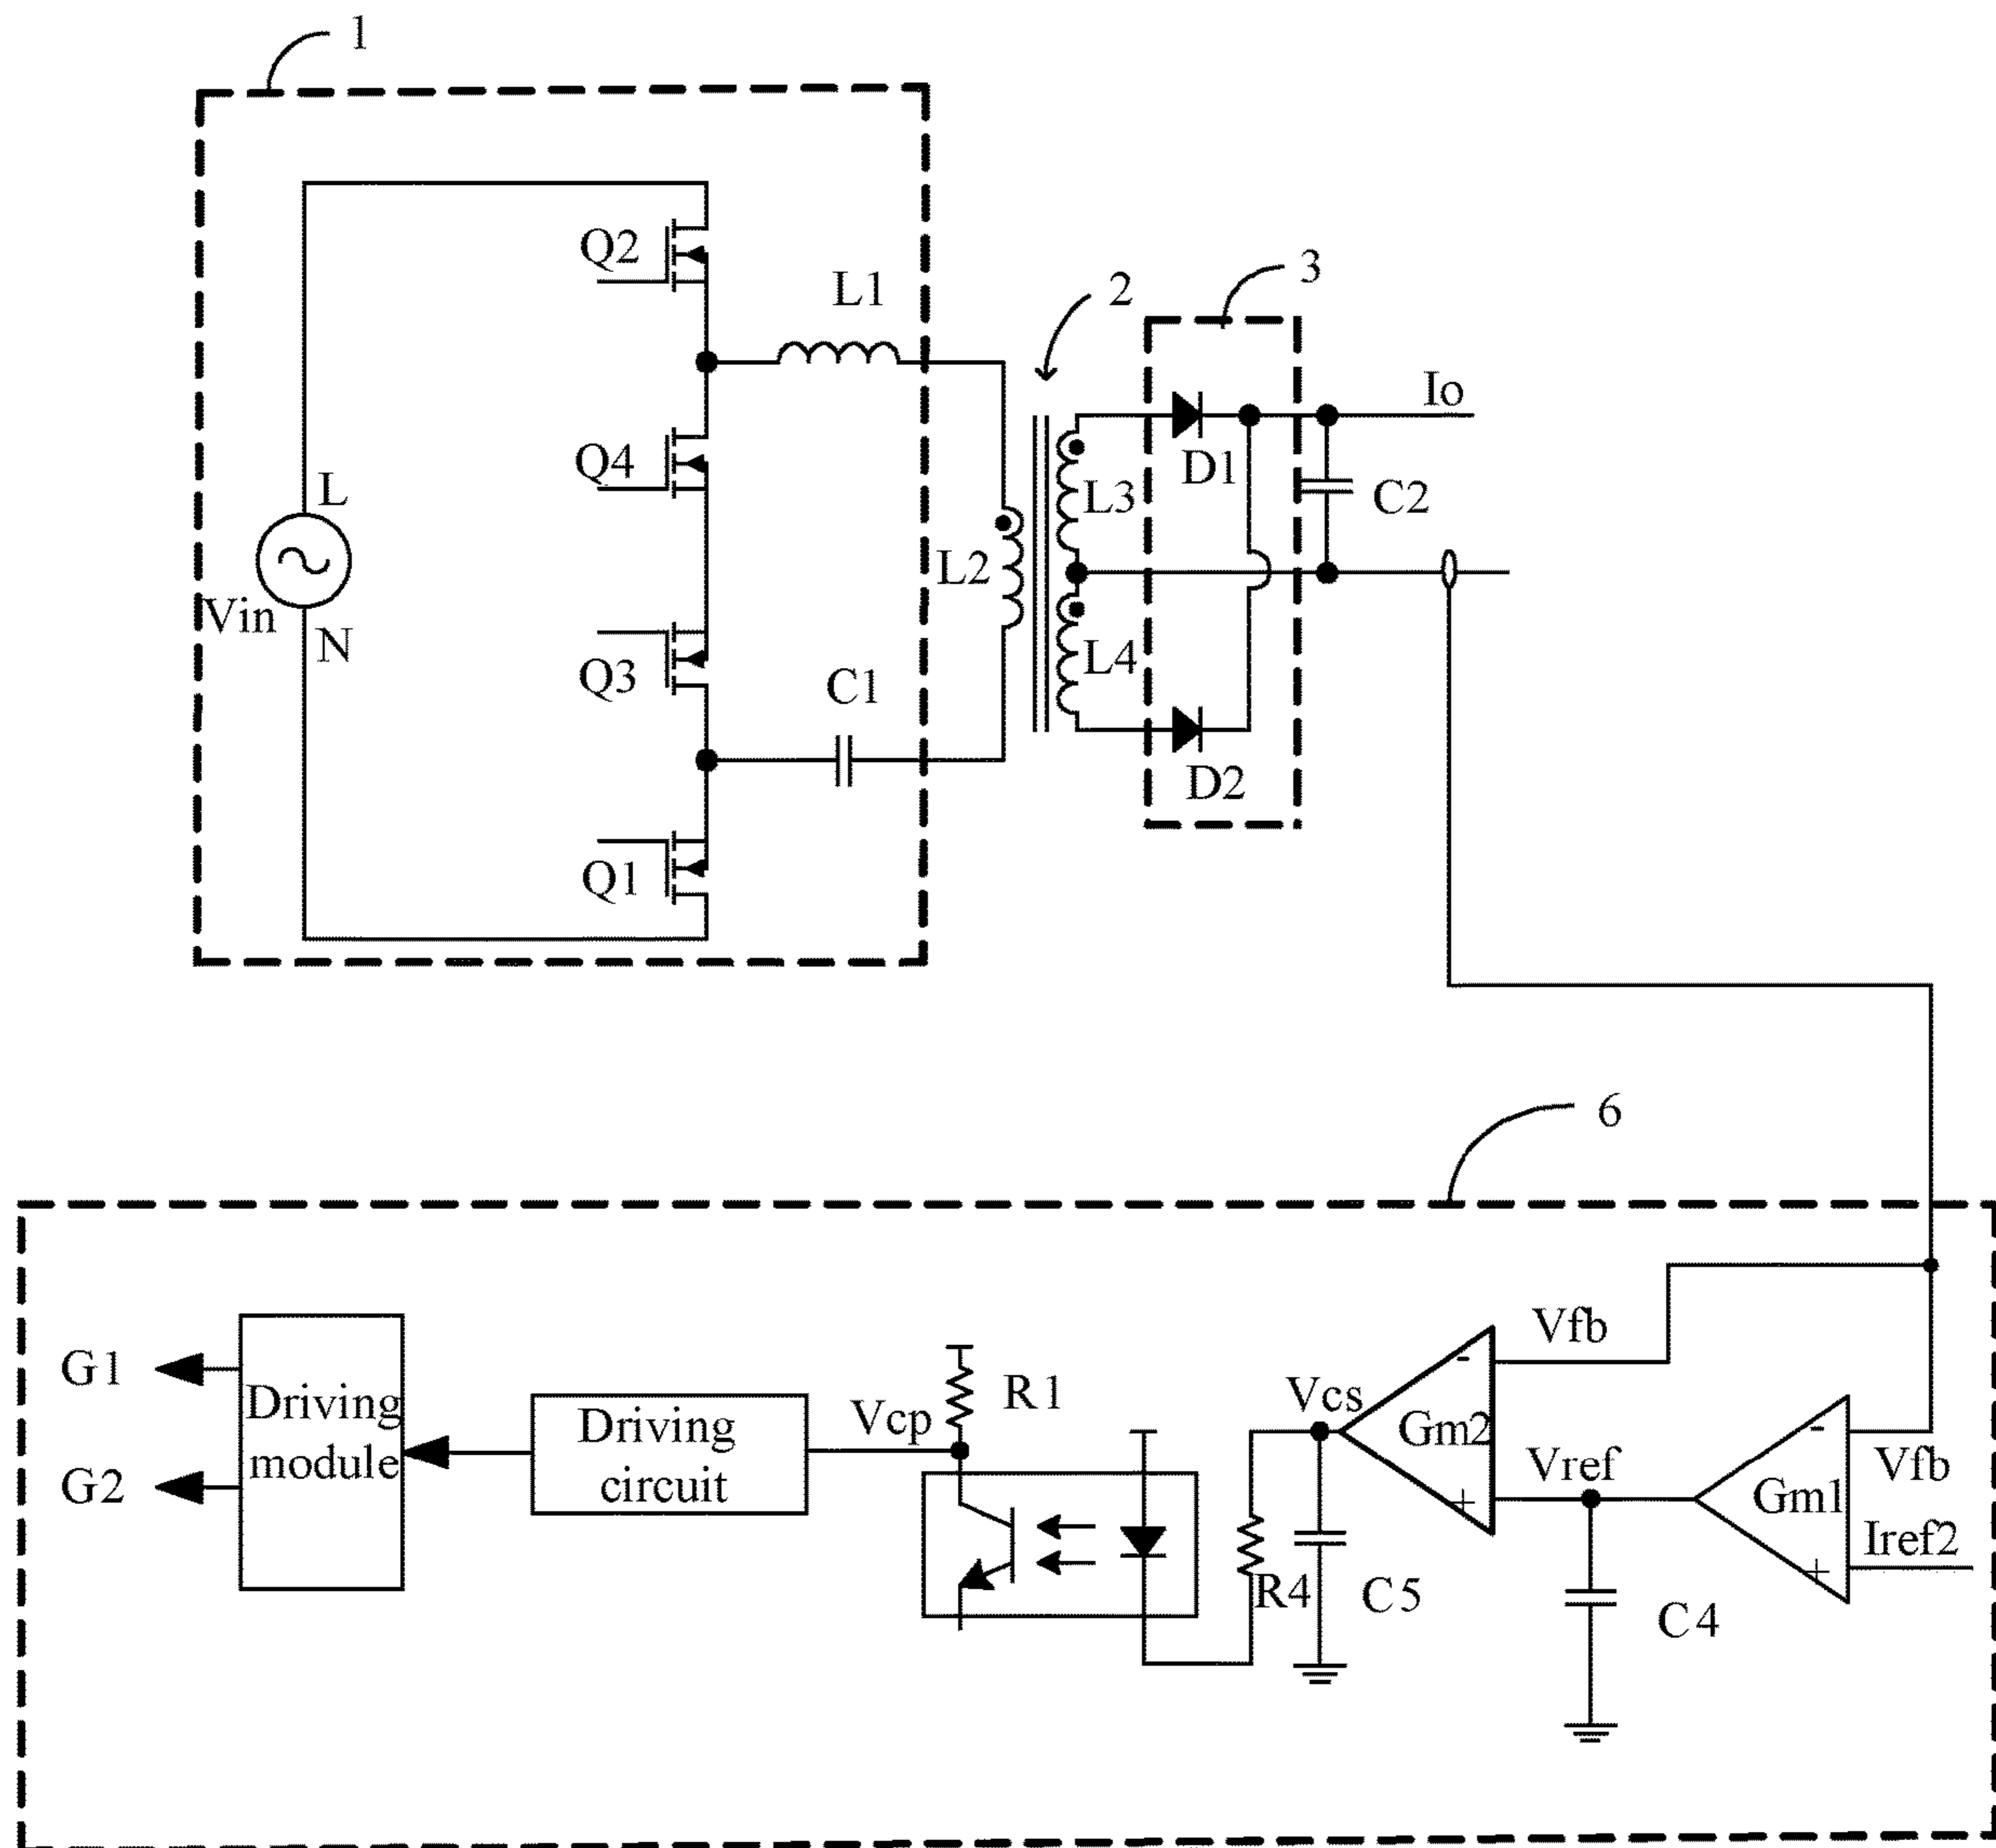 1
Q2
L1
2
3
Io
Q4
D1
L3
C2
L
Vin
N
L2
Q3
C1
L4
D2
Q1
6
Vfb
G1
Driving
module
Driving
circuit
Vcp
R1
Vcs
Gm2
-
+
Vref
Vfb
Gm1
-
+
Iref2
G2
R4
C5
C4